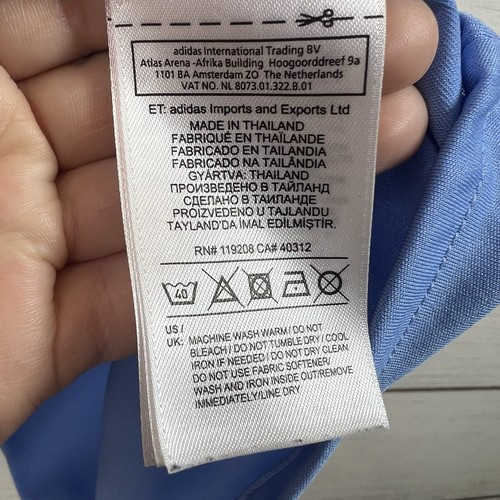 adidas International Trading BV
Atlas Arena -Afrika Building Hoogoorddreef 9a
1101 BA Amsterdam ZO The Netherlands
VAT NO. NL 8073.01.322.B.01
ET: adidas Imports and Exports Ltd
MADE IN THAILAND
FABRIQUÉ EN THAÏLANDE
FABRICADO EN TAILANDIA
FABRICADO NA TAILÂNDIA
GYÁRTVA: THAILAND
ПРОИЗВЕДЕНО В ТАЙЛАНД
СДЕЛАНО В ТАИЛАНДЕ
PROIZVEDENO U TAJLANDU
TAYLAND'DA İMAL EDİLMİŞTİR.
RN# 119208 CA# 40312
40
US /
UK: MACHINE WASH WARM / DO NOT
BLEACH / DO NOT TUMBLE DRY / COOL
IRON IF NEEDED / DO NOT DRY CLEAN
DO NOT USE FABRIC SOFTENER/
WASH AND IRON INSIDE OUT/REMOVE
IMMEDIATELY/LINE DRY